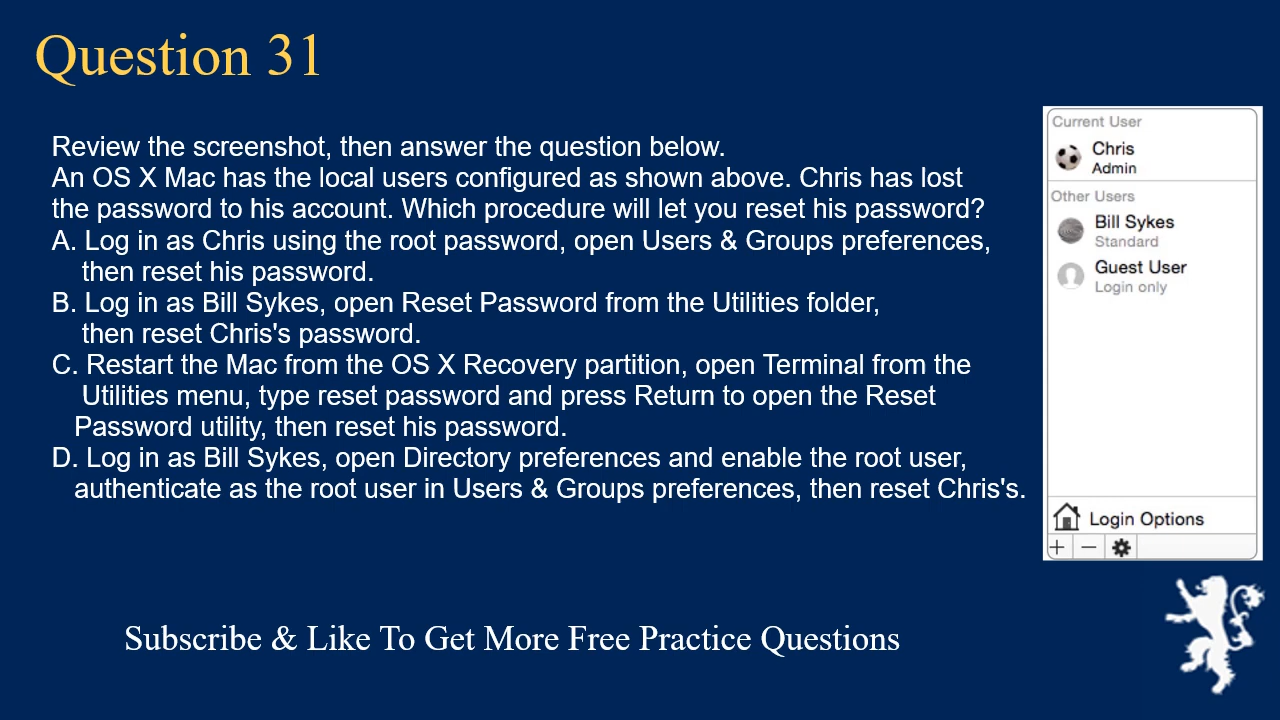 Question 31
Review the screenshot, then answer the question below.
An OS X Mac has the local users configured as shown above. Chris has lost
the password to his account. Which procedure will let you reset his password?
A. Log in as Chris using the root password, open Users & Groups preferences,
then reset his password.
B. Log in as Bill Sykes, open Reset Password from the Utilities folder,
then reset Chris's password.
C. Restart the Mac from the OS X Recovery partition, open Terminal from the
Utilities menu, type reset password and press Return to open the Reset
Password utility, then reset his password.
D. Log in as Bill Sykes, open Directory preferences and enable the root user,
authenticate as the root user in Users & Groups preferences, then reset Chris's.
Current User
Chris
Admin
Other Users
Bill Sykes
Standard
Guest User
Login only
Login Options
Subscribe & Like To Get More Free Practice Questions